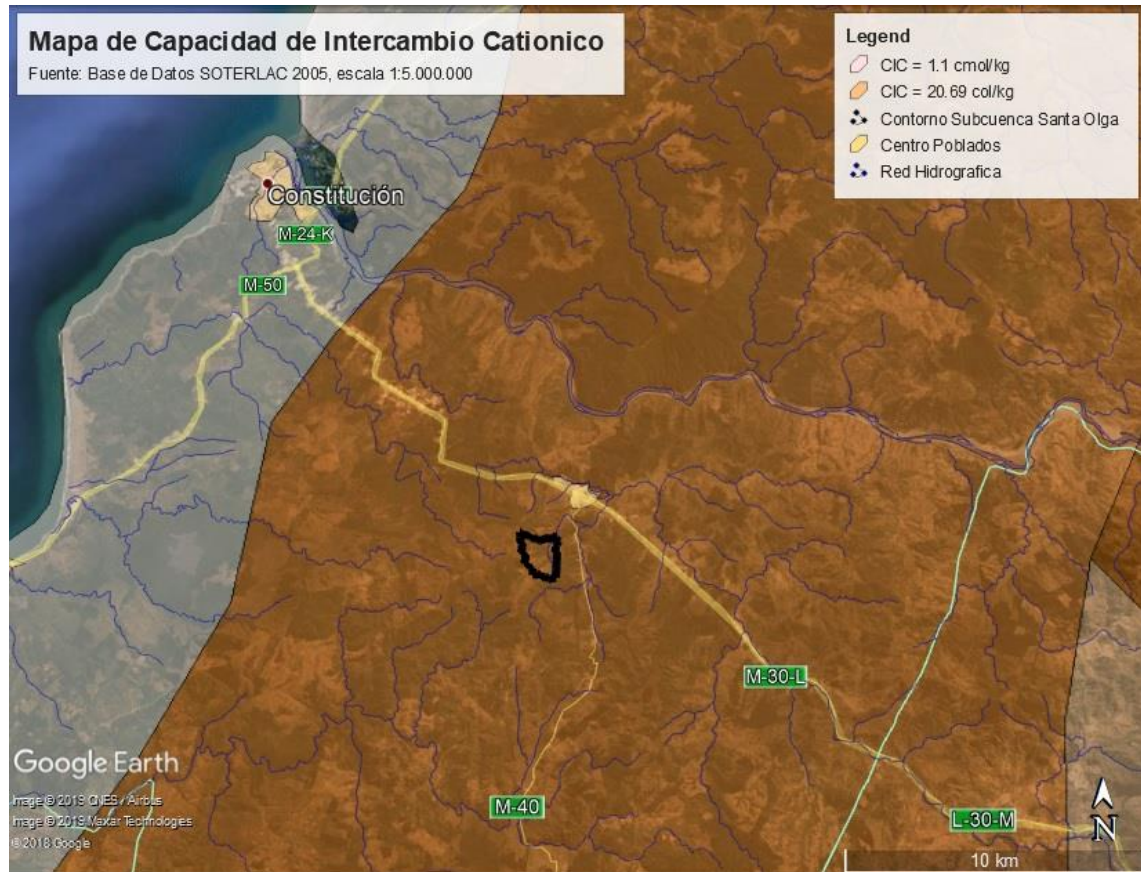 Mapa de Capacidad de Intercambio Cationico
Fuente: Base de Datos SOTERLAC 2005, escala 1:5.000.000
Legend
CIC = 1.1 cmol/kg
CIC = 20.69 col/kg
Contorno Subcuenca Santa Olga
Centro Poblados
Red Hidrografica
Constitución
M-24-K
M-50
M-30-L
M-40
L-30-M
Google Earth
Image © 2019 CNES / Airbus
Image © 2019 Maxar Technologies
© 2018 Google
N
10 km